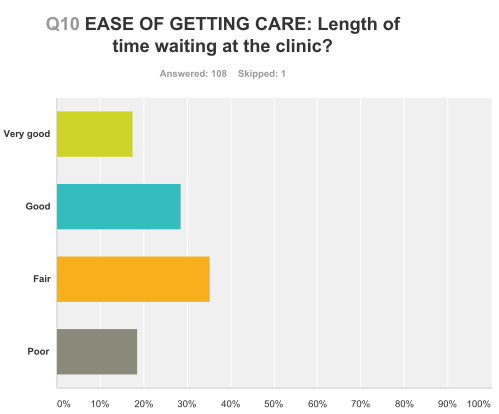 Q10 EASE OF GETTING CARE: Length of
time waiting at the clinic?
Answered: 108 Skipped: 1
Very good
Good
Fair
Poor
0% 10% 20% 30% 40% 50% 60% 70% 80% 90% 100%